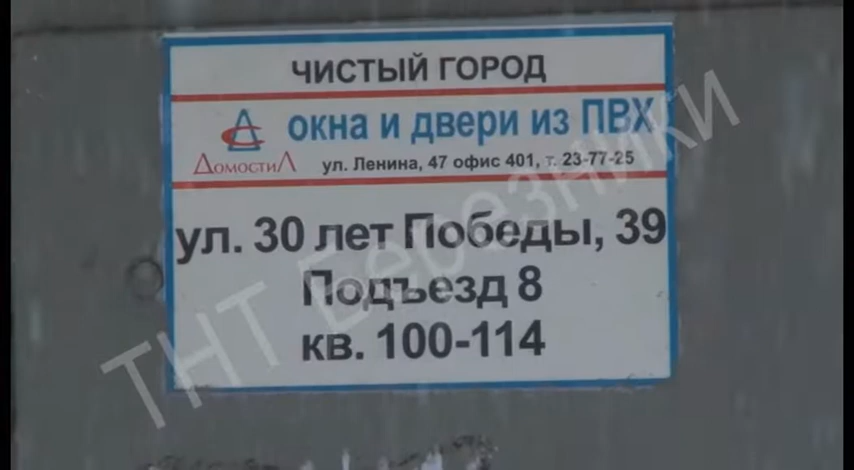 ЧИСТЫЙ ГОРОД
окна и двери из ПВХ
ДомостиЛ
ул. Ленина, 47 офис 401, т. 23-77-25
ул. 30 лет Победы, 39
Подъезд 8
кв. 100-114
ТНТ Березники